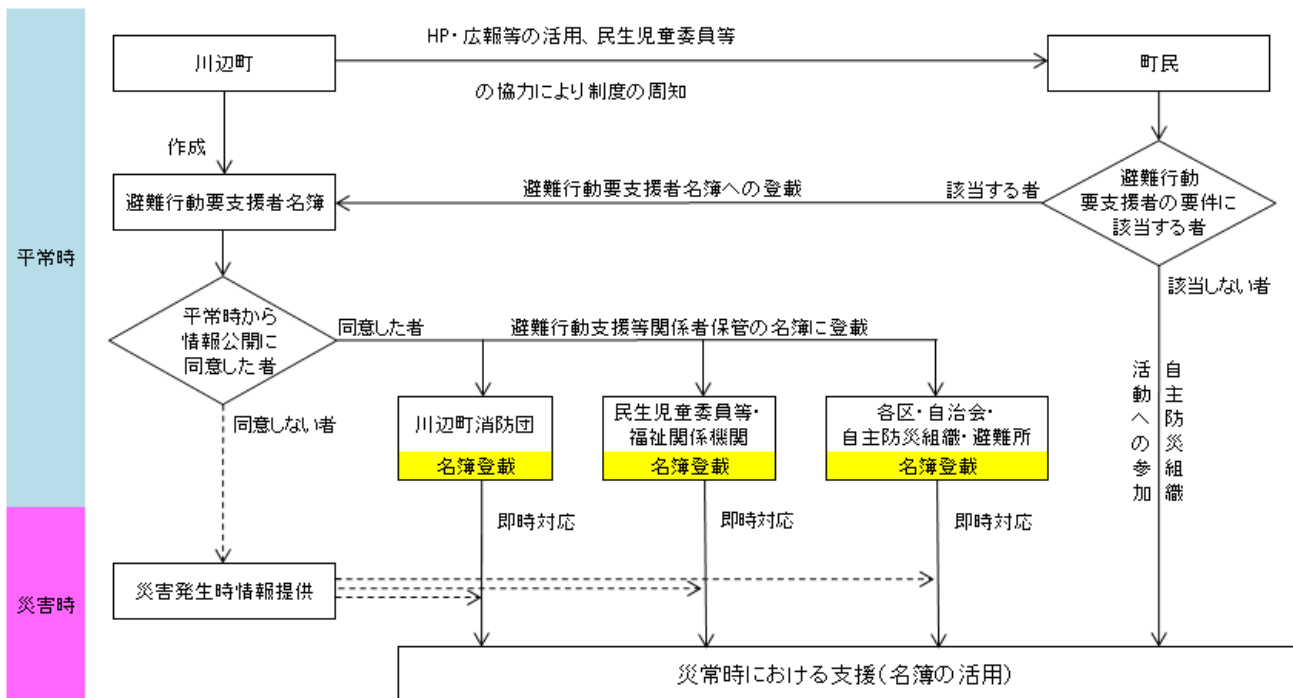 HP・広報等の活用、民生児童委員等
川辺町
町民
の協力により制度の周知
作成
避難行動要支援者名簿への登載
該当する者
避難行動
要支援者の要件に
該当する者
避難行動要支援者名簿
平常時
該当しない者
平常時から
情報公開に
同意した者
同意した者
避難行動支援等関係者保管の名簿に登載
自主防災組織
活動への参加
同意しない者
川辺町消防団
名簿登載
民生児童委員等・
福祉関係機関
名簿登載
各区・自治会・
自主防災組織・避難所
名簿登載
即時対応
即時対応
即時対応
災害時
災害発生時情報提供
災常時における支援(名簿の活用)